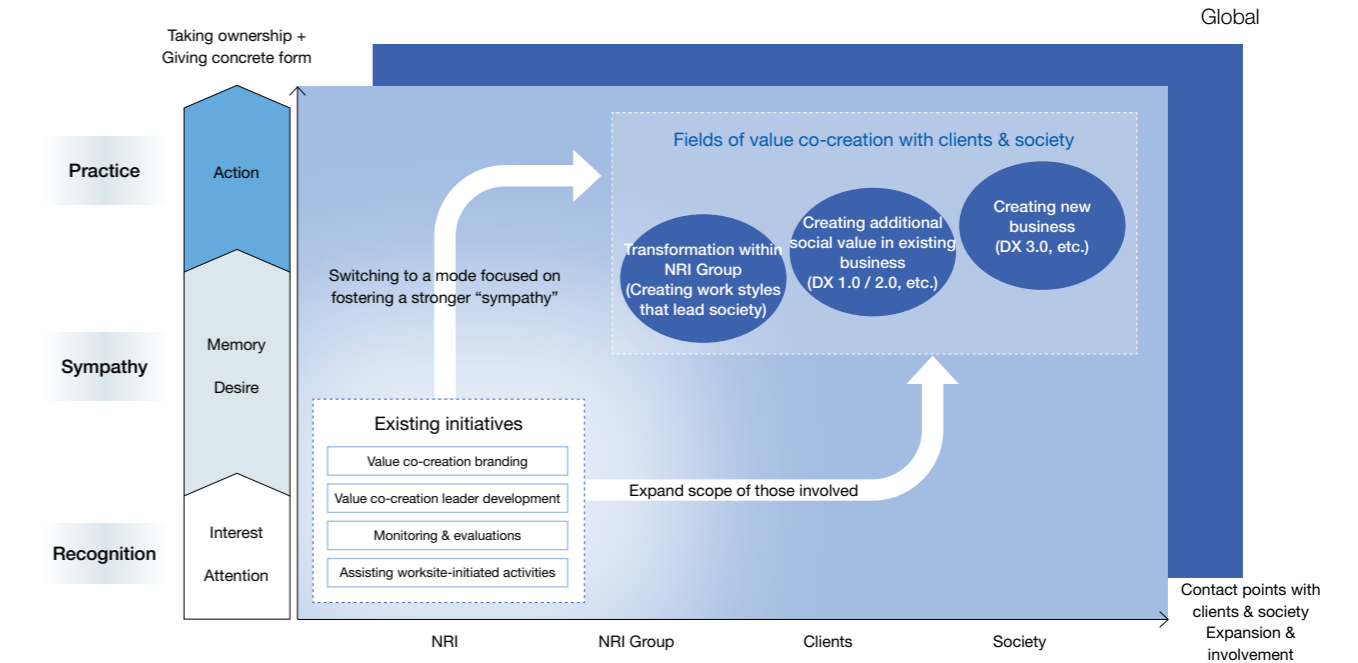 Global
Taking ownership +
Giving concrete form
Practice
Action
Sympathy
Memory
Desire
Recognition
Interest
Attention
Fields of value co-creation with clients & society
Transformation within
NRI Group
(Creating work styles
that lead society)
Creating additional
social value in existing
business
(DX 1.0 / 2.0, etc.)
Creating new
business
(DX 3.0, etc.)
Switching to a mode focused on
fostering a stronger “sympathy”
Existing initiatives
Value co-creation branding
Value co-creation leader development
Monitoring & evaluations
Assisting worksite-initiated activities
Expand scope of those involved
NRI
NRI Group
Clients
Society
Contact points with
clients & society
Expansion &
involvement